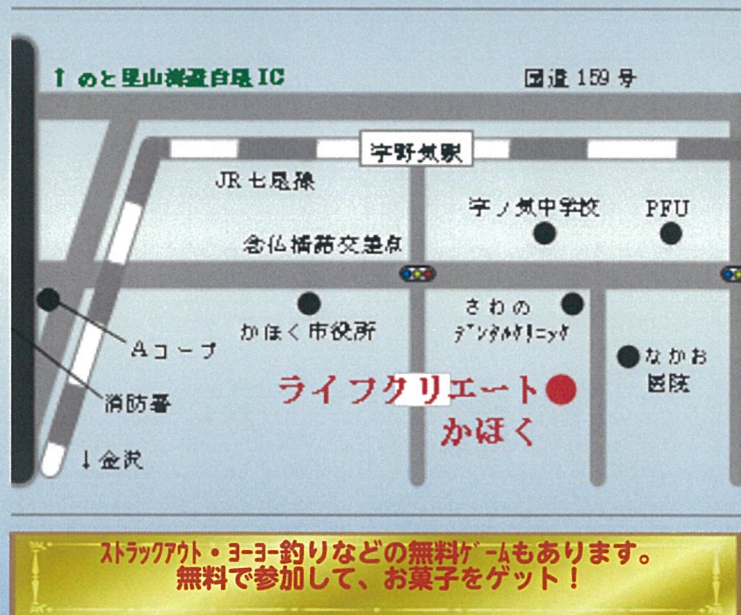 ↑ のと里山海道白尾IC
国道 159 号
宇野気駅
JR 七尾線
宇ノ気中学校
PFU
念仏橋詰交差点
かほく市役所
さわの
デンタルクリニック
Aコープ
なかお
医院
消防署
ライフクリエート
かほく
↓金沢
ストラックアウト・ヨーヨー釣りなどの無料ゲームもあります。
無料で参加して、お菓子をゲット！